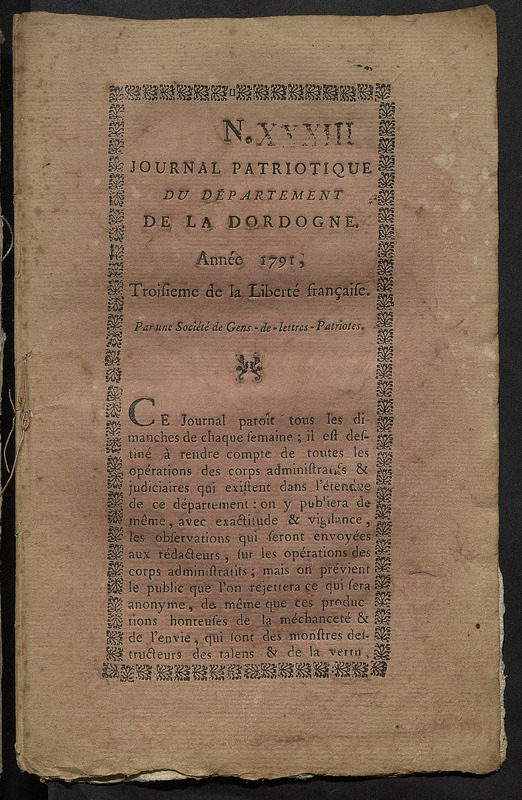 N. XXXIII
JOURNAL PATRIOTIQUE
DU DÉPARTEMENT
DE LA DORDOGNE.
Année 1791,
Troisieme de la Liberté françaiſe.
Par une Société de Gens-de-lettres-Patriotes.
CE Journal paroît tous les di-
manches de chaque ſemaine ; il eſt deſ-
tiné à rendre compte de toutes les
opérations des corps adminiſtratifs &
judiciaires qui exiſtent dans l'étendue
de ce département : on y publiera de
même, avec exactitude & vigilance,
les obſervations qui ſeront envoyées
aux rédacteurs, ſur les opérations des
corps adminiſtratifs ; mais on prévient
le public que l'on rejettera ce qui ſera
anonyme, de même que ces produc-
tions honteuſes de la méchanceté &
de l'envie, qui ſont des monſtres deſ-
tructeurs des talens & de la vertu,